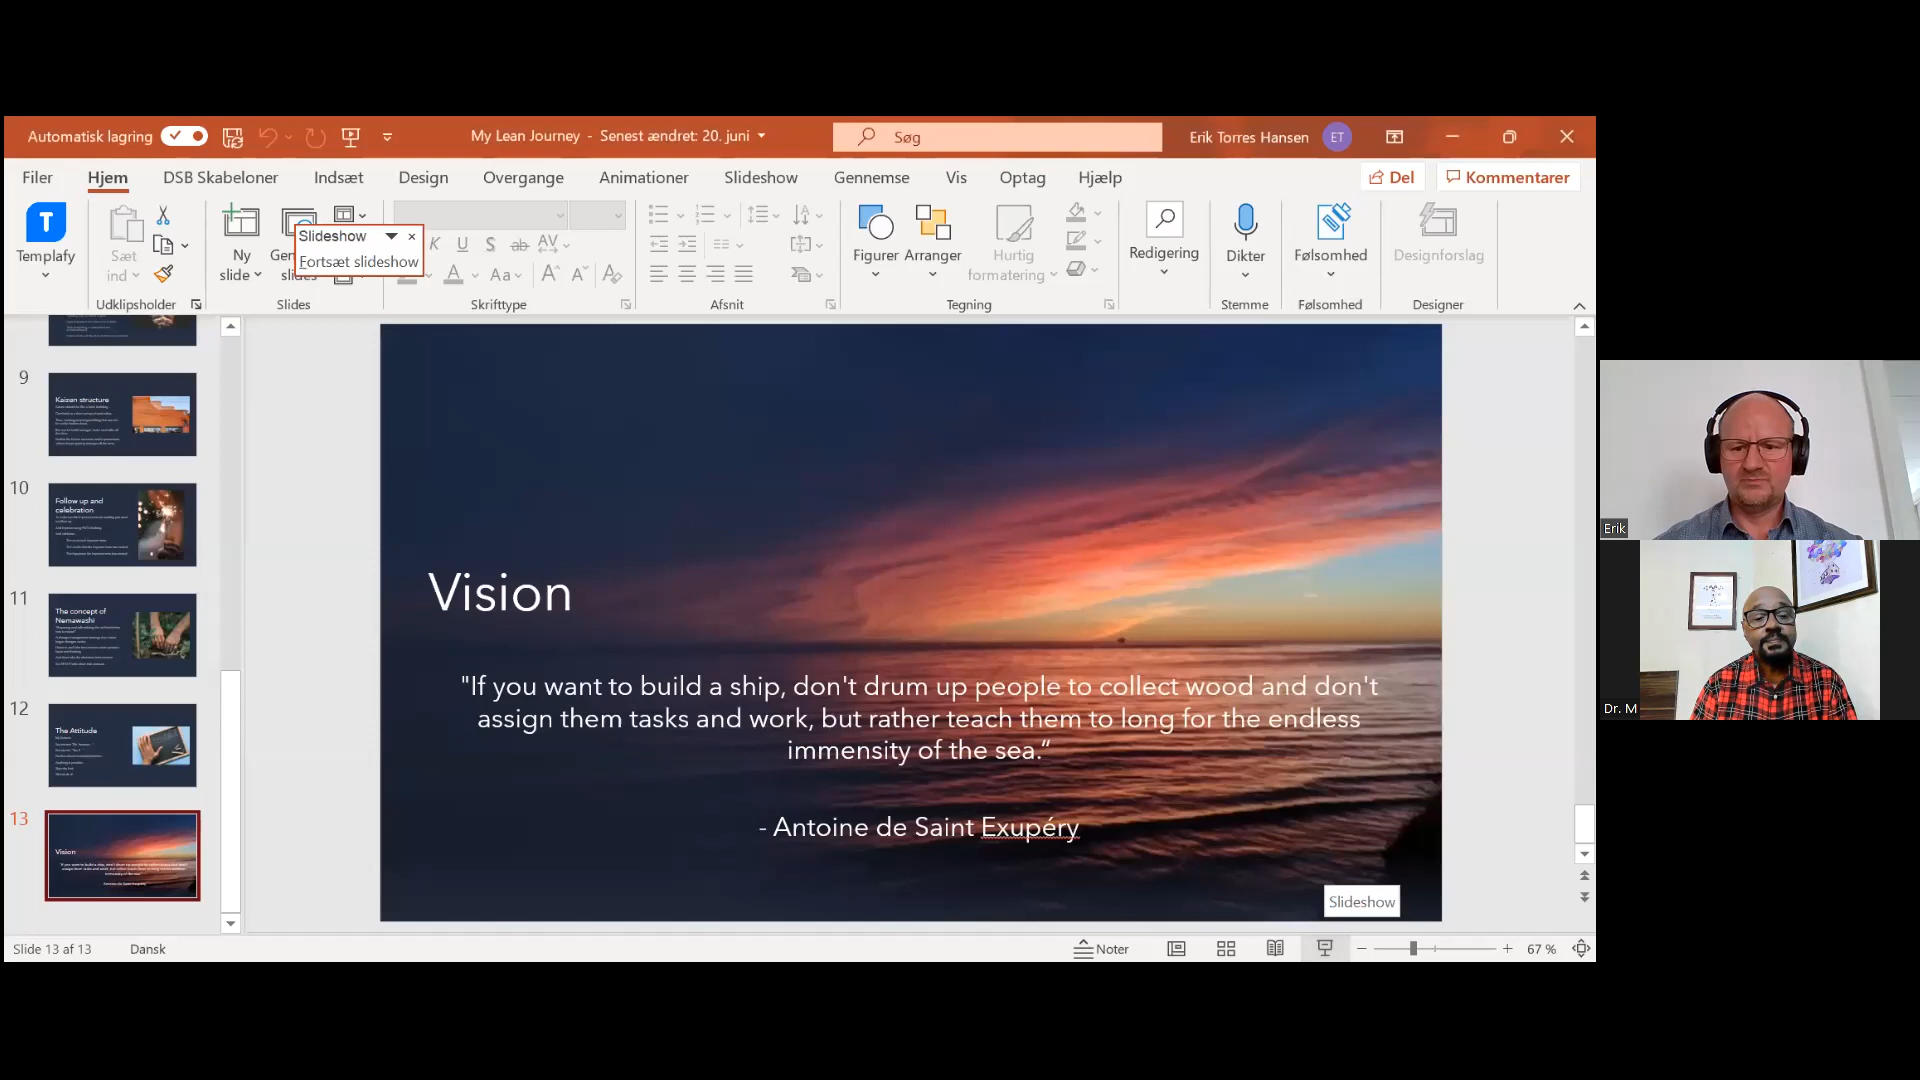 Automatisk lagring
My Lean Journey - Senest ændret: 20. juni
Søg
Erik Torres Hansen
ET
Filer
Hjem
DSB Skabeloner
Indsæt
Design
Overgange
Animationer
Slideshow
Gennemse
Vis
Optag
Hjælp
Del
Kommentarer
T
Templafy
Sæt
ind
Udklipsholder
Ny
slide
Slides
Slideshow
Fortsæt slideshow
K U S ab AV
A Aa A A
Skrifttype
Afsnit
Figurer
Arranger
Hurtig
formatering
Tegning
Redigering
Dikter
Stemme
Følsomhed
Følsomhed
Designforslag
Designer
9
Kaizen structure
10
Follow up and
celebration
11
The concept of
Nemawashi
12
The Attitude
13
Vision
Vision
"If you want to build a ship, don't drum up people to collect wood and don't
assign them tasks and work, but rather teach them to long for the endless
immensity of the sea.“
- Antoine de Saint Exupéry
Slideshow
Slide 13 af 13
Dansk
Noter
67 %
Erik
Dr. M